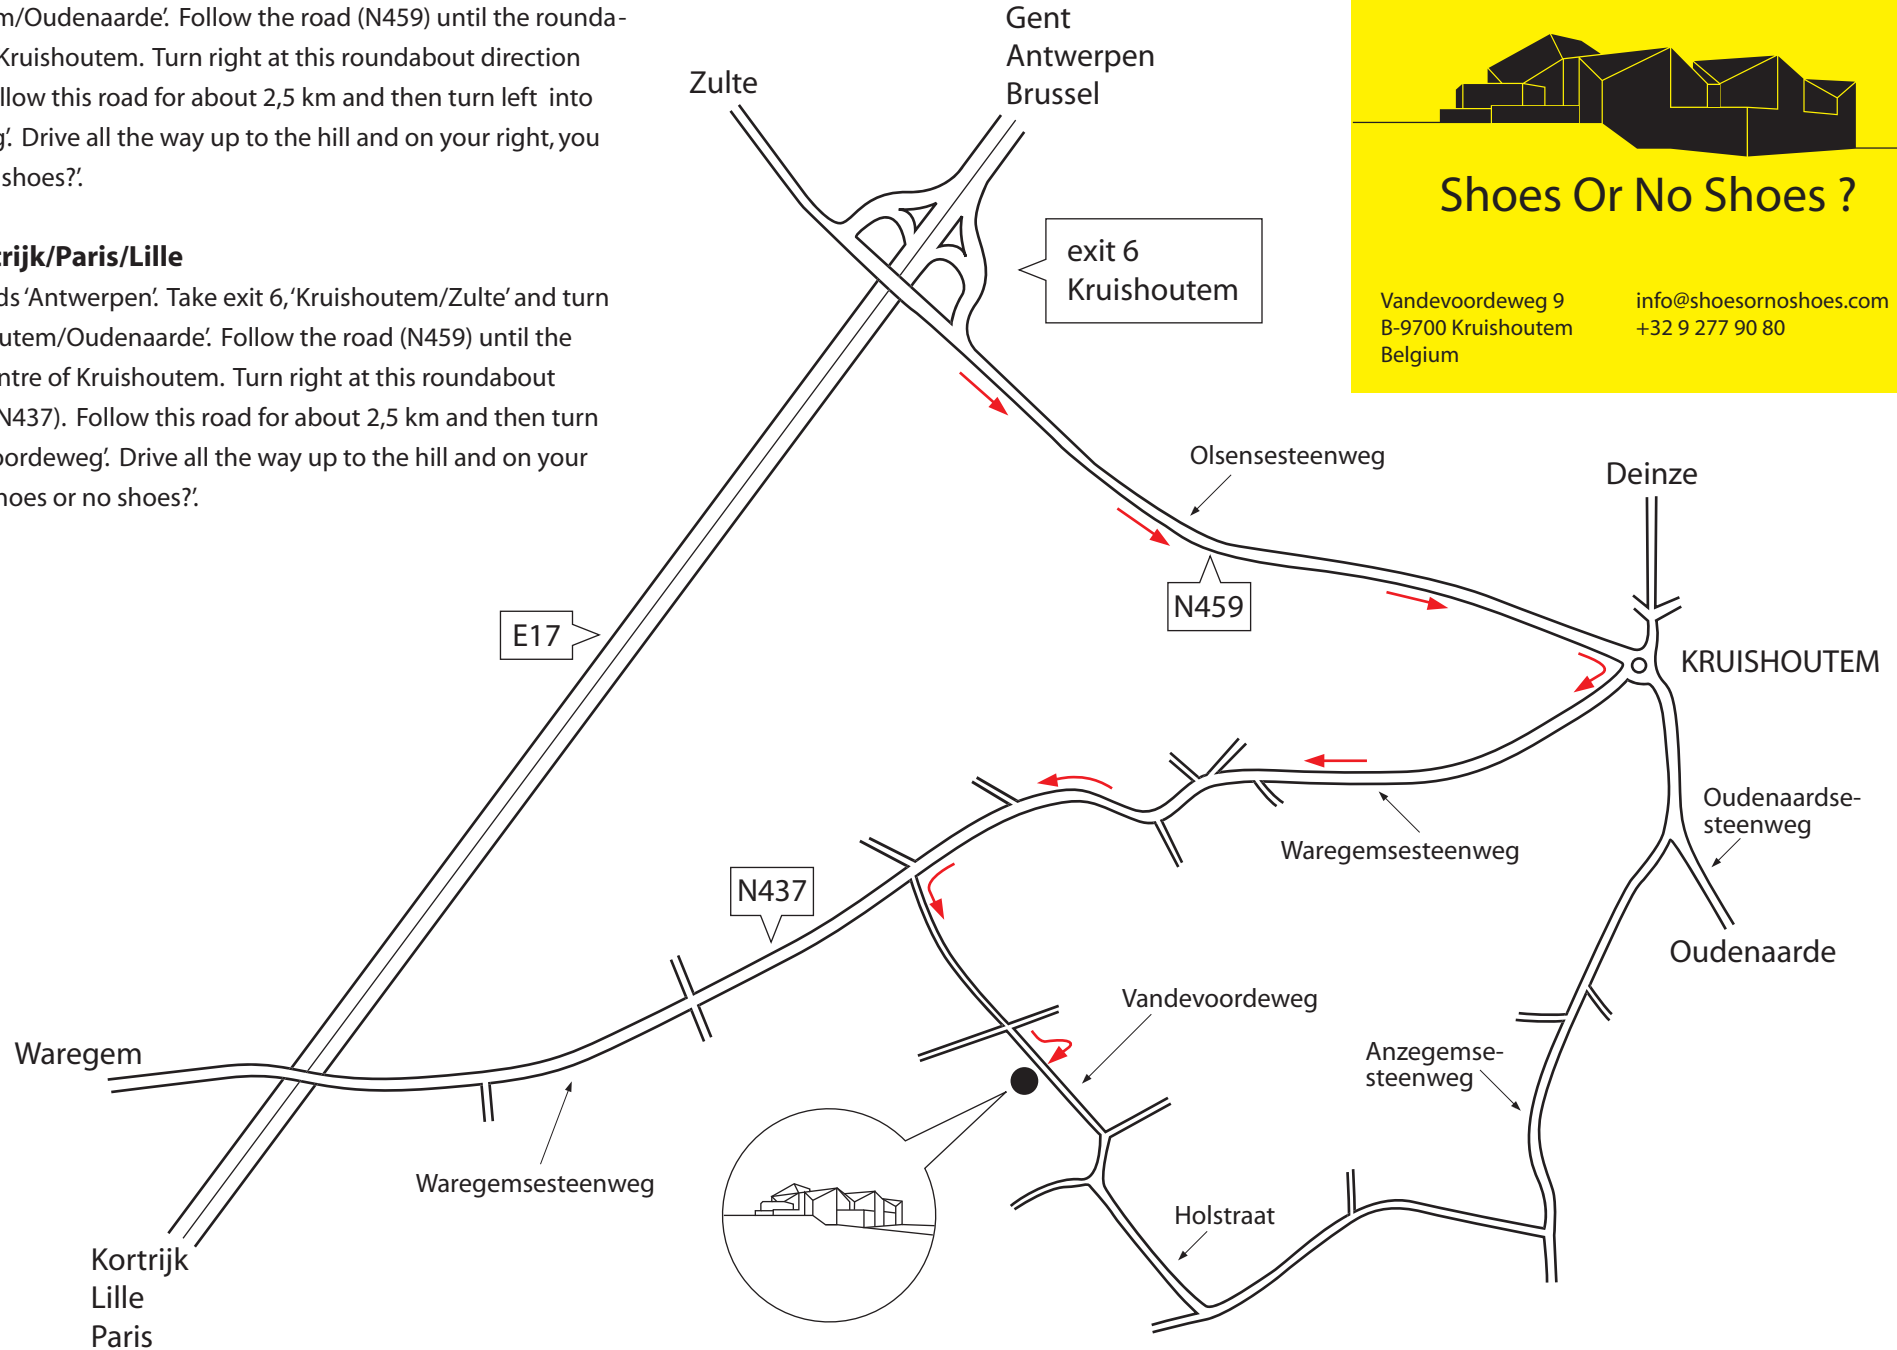 m/Oudenaarde'. Follow the road (N459) until the rounda-
Kruishoutem. Turn right at this roundabout direction
llow this road for about 2,5 km and then turn left into
g'. Drive all the way up to the hill and on your right, you
shoes?'.
trijk/Paris/Lille
ds 'Antwerpen'. Take exit 6, 'Kruishoutem/Zulte' and turn
outem/Oudenaarde'. Follow the road (N459) until the
ntre of Kruishoutem. Turn right at this roundabout
N437). Follow this road for about 2,5 km and then turn
oordeweg'. Drive all the way up to the hill and on your
hoes or no shoes?'.
Zulte
Gent
Antwerpen
Brussel
exit 6
Kruishoutem
Shoes Or No Shoes ?
Vandevoordeweg 9
B-9700 Kruishoutem
Belgium
info@shoesornoshoes.com
+32 9 277 90 80
Olsensesteenweg
Deinze
N459
E17
KRUISHOUTEM
Oudenaardse-
steenweg
Waregemsesteenweg
N437
Oudenaarde
Vandevoordeweg
Waregem
Anzegemse-
steenweg
Waregemsesteenweg
Holstraat
Kortrijk
Lille
Paris